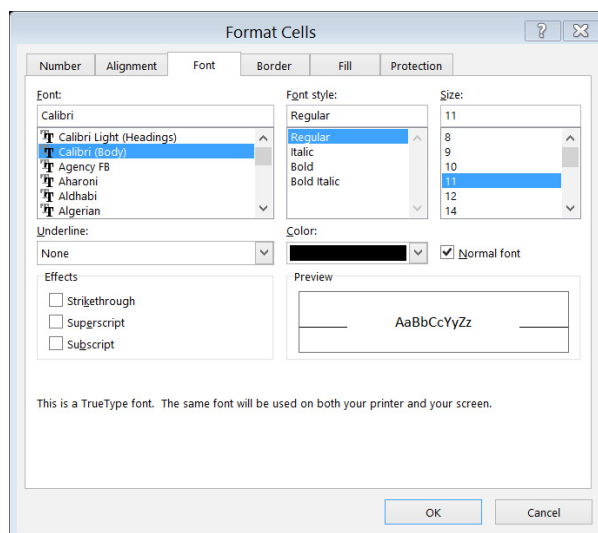 Format Cells
?
Number Alignment Font Border Fill Protection
Font: Font style: Size:
Calibri Regular 11
Calibri Light (Headings) Regular 8
Calibri (Body) Italic 9
Agency FB Bold 10
Aharoni Bold Italic 11
Aldhabi 12
Algerian 14
Underline: Color:
None Normal font
Effects Preview
Strikethrough
Superscript AaBbCcYyZz
Subscript
This is a TrueType font. The same font will be used on both your printer and your screen.
OK Cancel